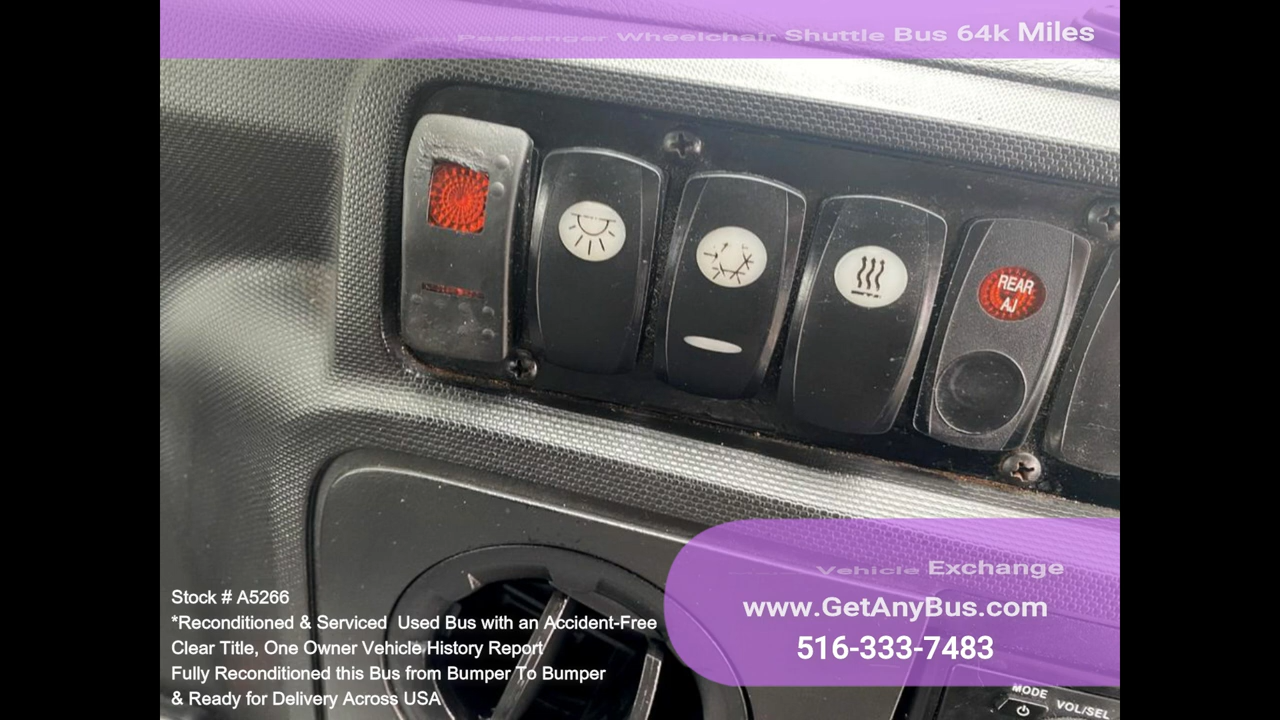 Passenger Wheelchair Shuttle Bus 64k Miles
REAR
AJ
Vehicle Exchange
www.GetAnyBus.com
516-333-7483
Stock # A5266
*Reconditioned & Serviced  Used Bus with an Accident-Free
Clear Title, One Owner Vehicle History Report
Fully Reconditioned this Bus from Bumper To Bumper
& Ready for Delivery Across USA
MODE
VOL/SEL